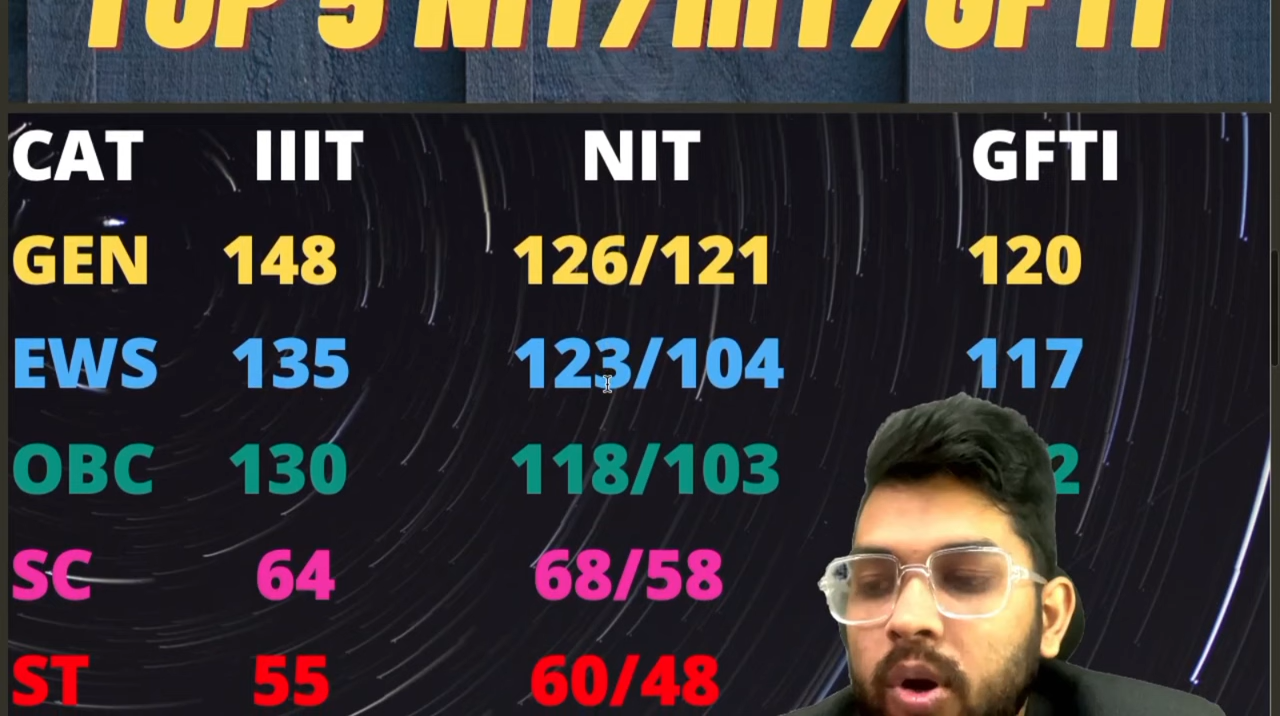 TOP 5 NIT/IIIT/GFTI
CAT IIIT NIT GFTI
GEN 148 126/121 120
EWS 135 123/104 117
OBC 130 118/103
SC 64 68/58
ST 55 60/48